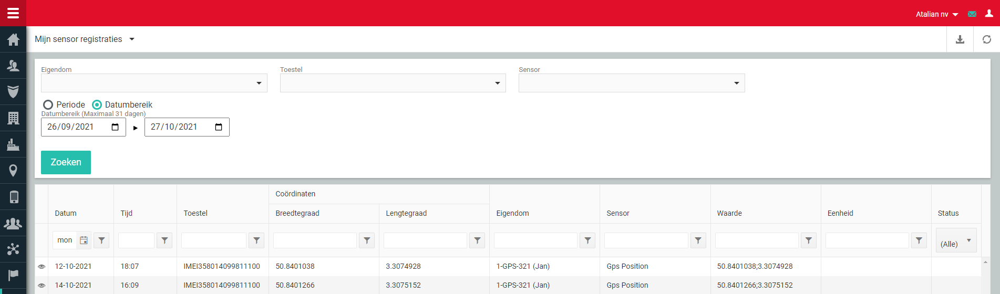 Atalian nv
Mijn sensor registraties
Eigendom Toestel Sensor
Periode Datumbereik
Datumbereik (Maximaal 31 dagen)
26/09/2021 27/10/2021
Zoeken
Coördinaten
Datum Tijd Toestel Breedtegraad Lengtegraad Eigendom Sensor Waarde Eenheid Status
mon (Alle)
12-10-2021 18:07 IMEI358014099811100 50.8401038 3.3074928 1-GPS-321 (Jan) Gps Position 50.8401038;3.3074928
14-10-2021 16:09 IMEI358014099811100 50.8401266 3.3075152 1-GPS-321 (Jan) Gps Position 50.8401266;3.3075152